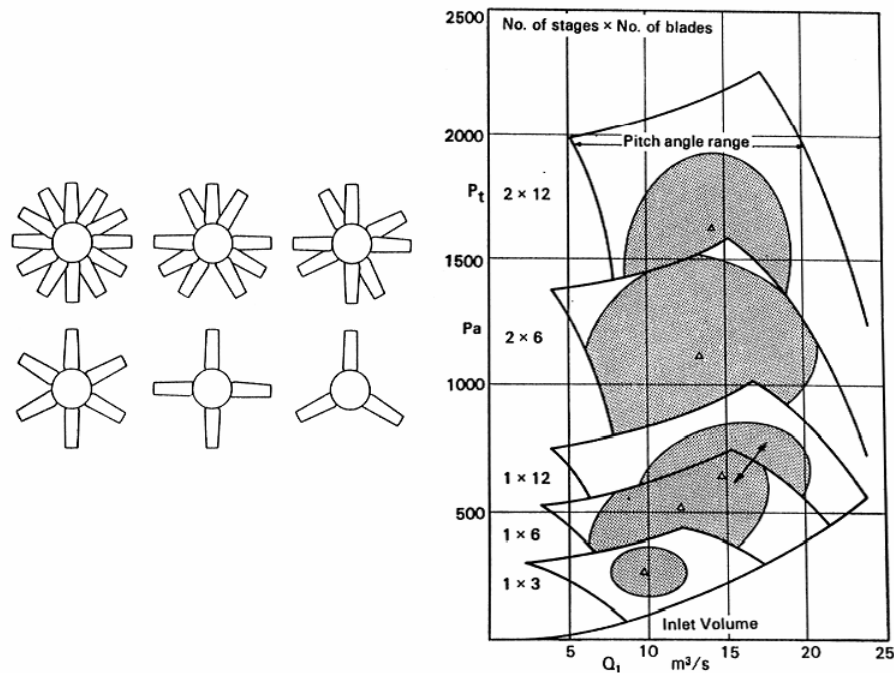 2500
No. of stages × No. of blades
2000
Pitch angle range
Pt
2 × 12
1500
Pa
2 × 6
1000
1 × 12
500
1 × 6
1 × 3
Inlet Volume
5 10 15 20 25
Q1 m³/s